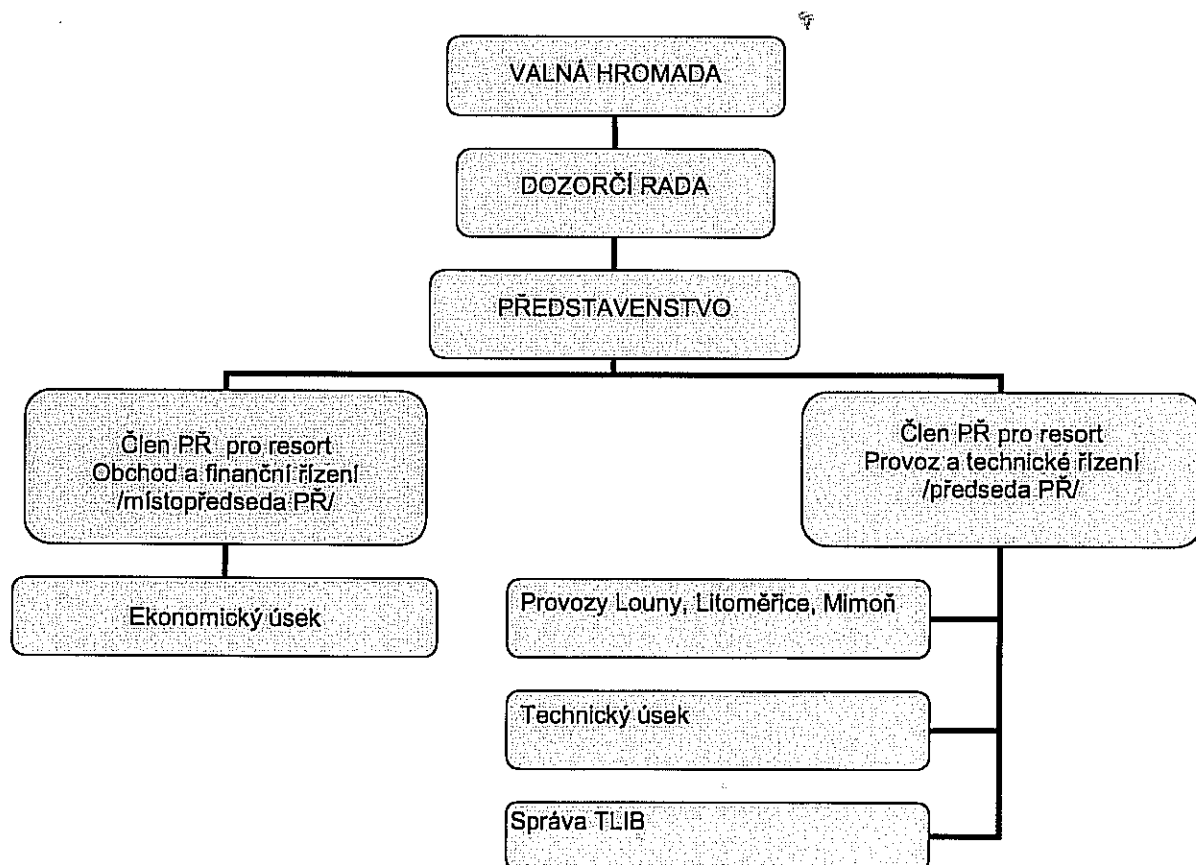 VALNÁ HROMADA
DOZORČÍ RADA
PŘEDSTAVENSTVO
Člen PŘ pro resort
Obchod a finanční řízení
/místopředseda PŘ/
Člen PŘ pro resort
Provoz a technické řízení
/předseda PŘ/
Ekonomický úsek
Provozy Louny, Litoměřice, Mimoň
Technický úsek
Správa TLIB